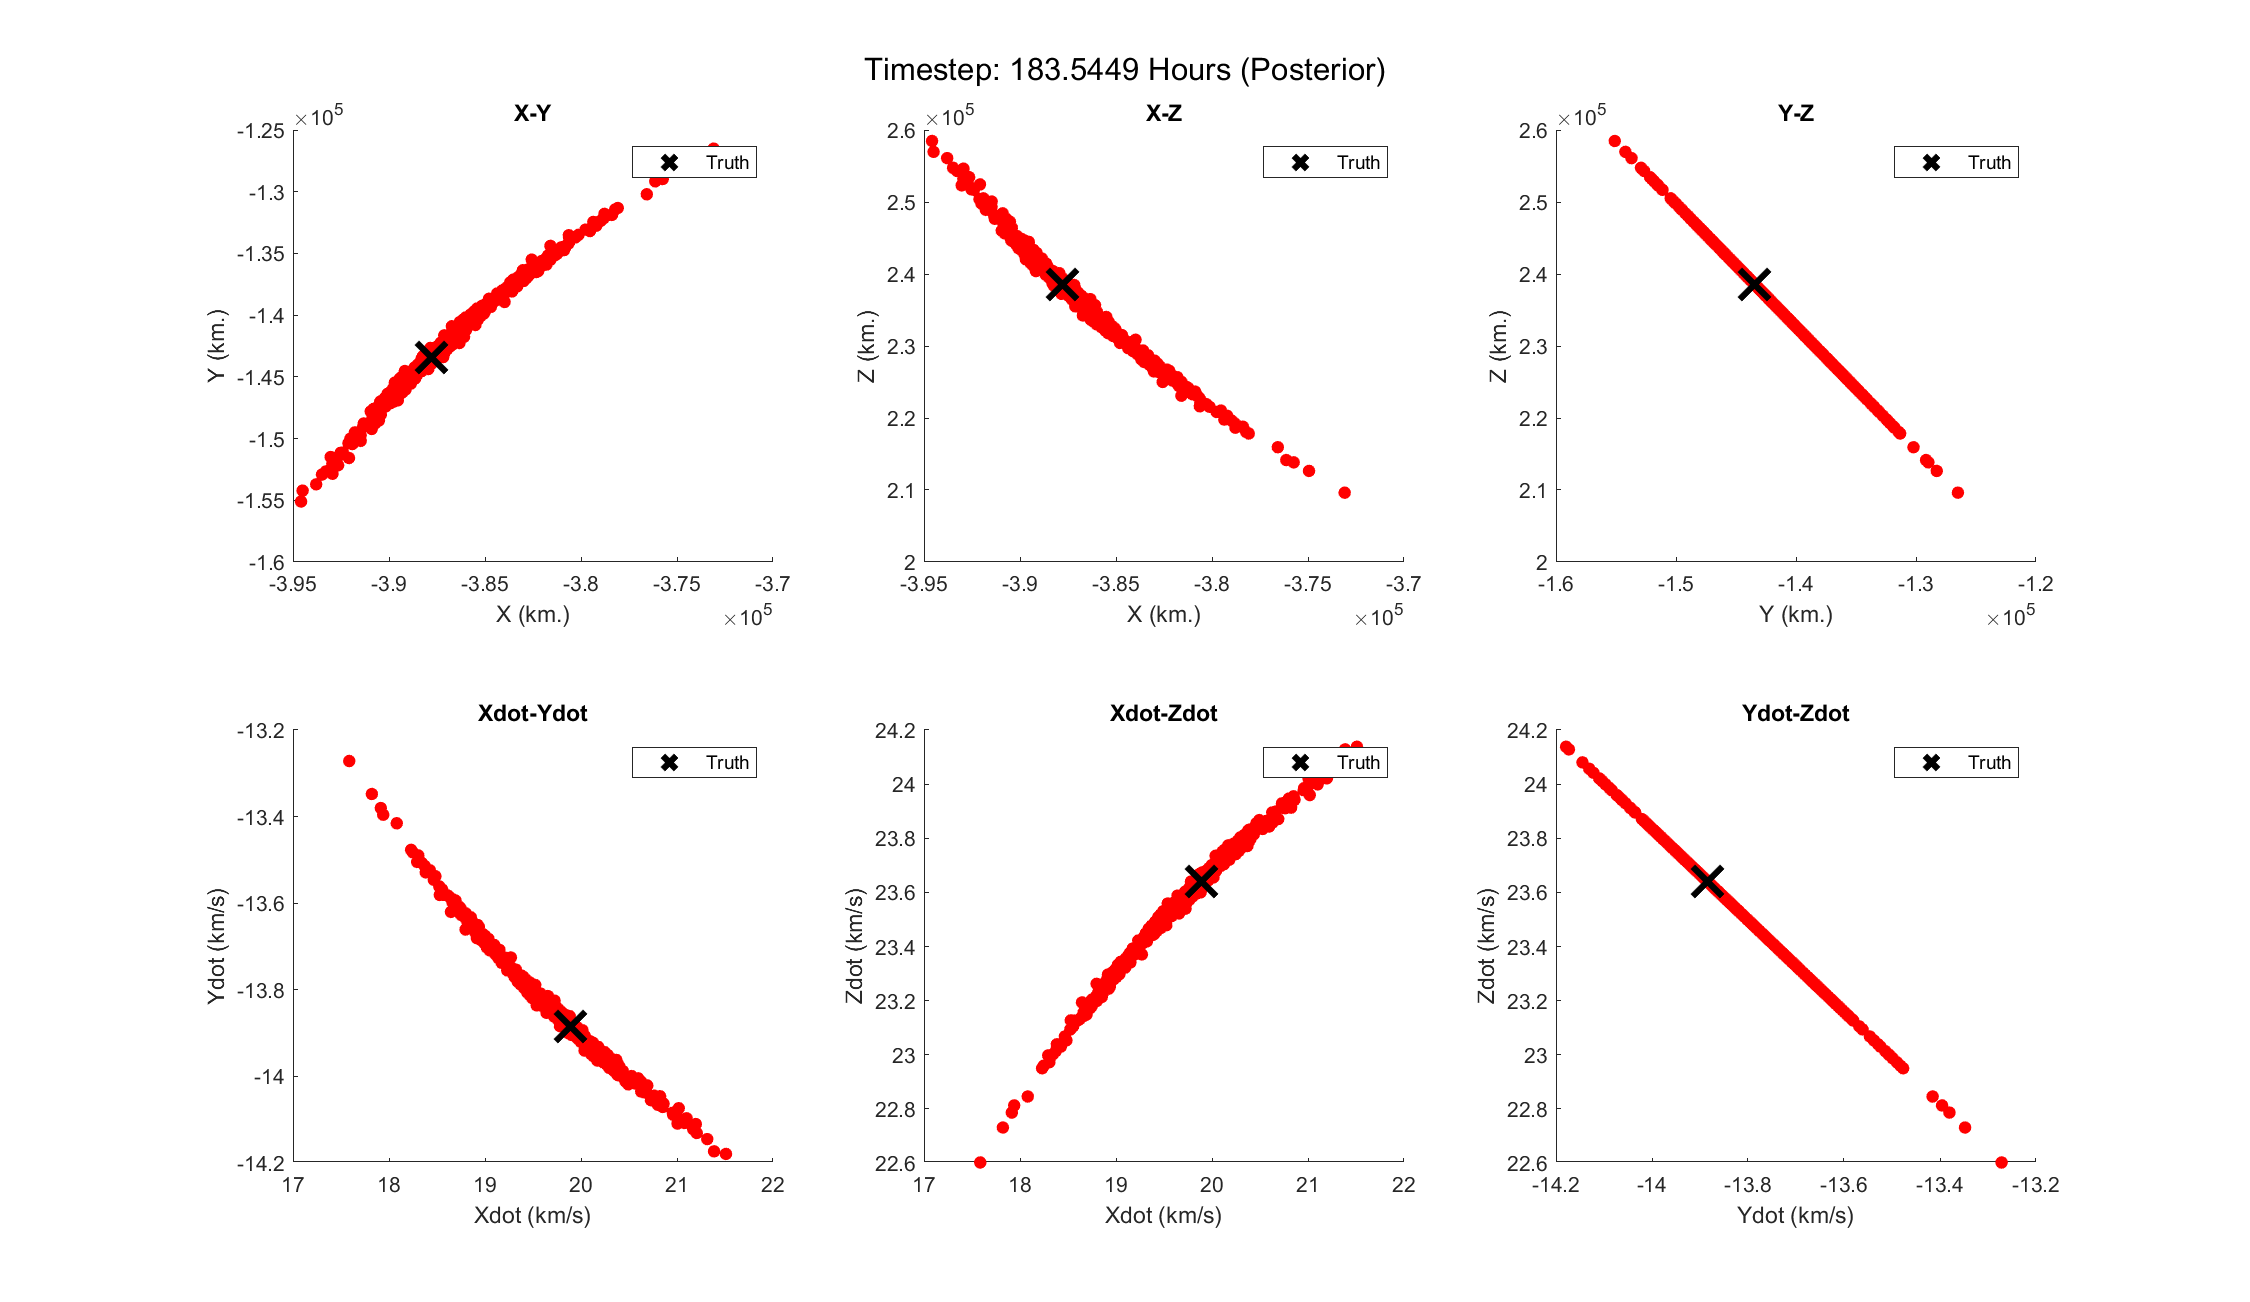 Timestep: 183.5449 Hours (Posterior)
X-Y
×10^5
-1.25
-1.3
-1.35
-1.4
-1.45
-1.5
-1.55
-1.6
Y (km.)
Truth
-3.95 -3.9 -3.85 -3.8 -3.75 -3.7
X (km.)
×10^5
X-Z
×10^5
2.6
2.5
2.4
2.3
2.2
2.1
2
Z (km.)
Truth
-3.95 -3.9 -3.85 -3.8 -3.75 -3.7
X (km.)
×10^5
Y-Z
×10^5
2.6
2.5
2.4
2.3
2.2
2.1
2
Z (km.)
Truth
-1.6 -1.5 -1.4 -1.3 -1.2
Y (km.)
×10^5
Xdot-Ydot
-13.2
-13.4
-13.6
-13.8
-14
-14.2
Ydot (km/s)
Truth
17 18 19 20 21 22
Xdot (km/s)
Xdot-Zdot
24.2
24
23.8
23.6
23.4
23.2
23
22.8
22.6
Zdot (km/s)
Truth
17 18 19 20 21 22
Xdot (km/s)
Ydot-Zdot
24.2
24
23.8
23.6
23.4
23.2
23
22.8
22.6
Zdot (km/s)
Truth
-14.2 -14 -13.8 -13.6 -13.4 -13.2
Ydot (km/s)